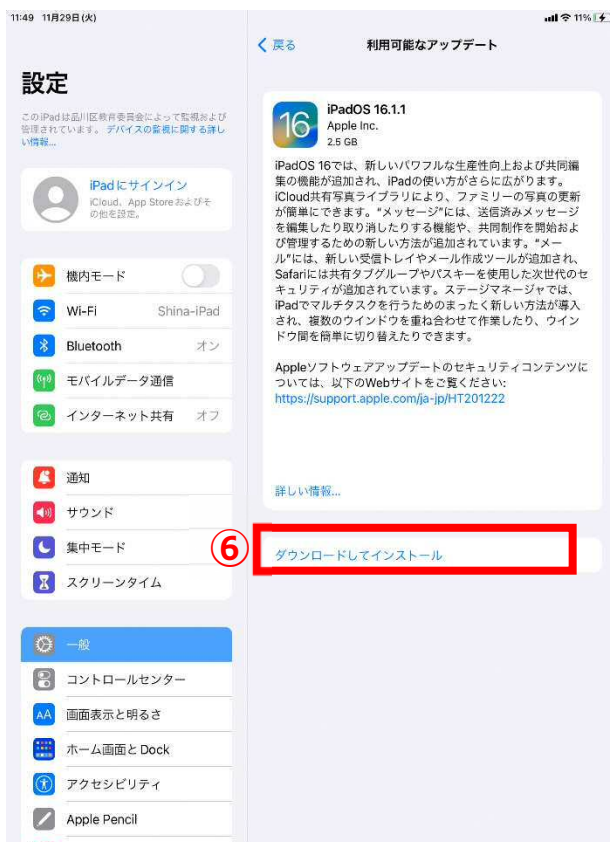 11:49 11月29日(火)
11%
設定
このiPadは品川区教育委員会によって監視および
管理されています。デバイスの監視に関する詳し
い情報...
iPadにサインイン
iCloud、App Storeおよびそ
の他を設定。
機内モード
Wi-Fi Shina-iPad
Bluetooth オン
モバイルデータ通信
インターネット共有 オフ
通知
サウンド
集中モード
スクリーンタイム
一般
コントロールセンター
AA 画面表示と明るさ
ホーム画面とDock
アクセシビリティ
Apple Pencil
戻る 利用可能なアップデート
16
iPadOS 16.1.1
Apple Inc.
2.5 GB
iPadOS 16では、新しいパワフルな生産性向上および共同編
集の機能が追加され、iPadの使い方がさらに広がります。
iCloud共有写真ライブラリにより、ファミリーの写真の更新
が簡単にできます。"メッセージ"には、送信済みメッセージ
を編集したり取り消したりする機能や、共同制作を開始およ
び管理するための新しい方法が追加されています。"メー
ル"には、新しい受信トレイやメール作成ツールが追加され、
Safariには共有タブグループやパスキーを使用した次世代のセ
キュリティが追加されています。ステージマネージャでは、
iPadでマルチタスクを行うためのまったく新しい方法が導入
され、複数のウインドウを重ね合わせて作業したり、ウイン
ドウ間を簡単に切り替えたりできます。
Appleソフトウェアアップデートのセキュリティコンテンツに
ついては、以下のWebサイトをご覧ください:
https://support.apple.com/ja-jp/HT201222
詳しい情報...
⑥
ダウンロードしてインストール